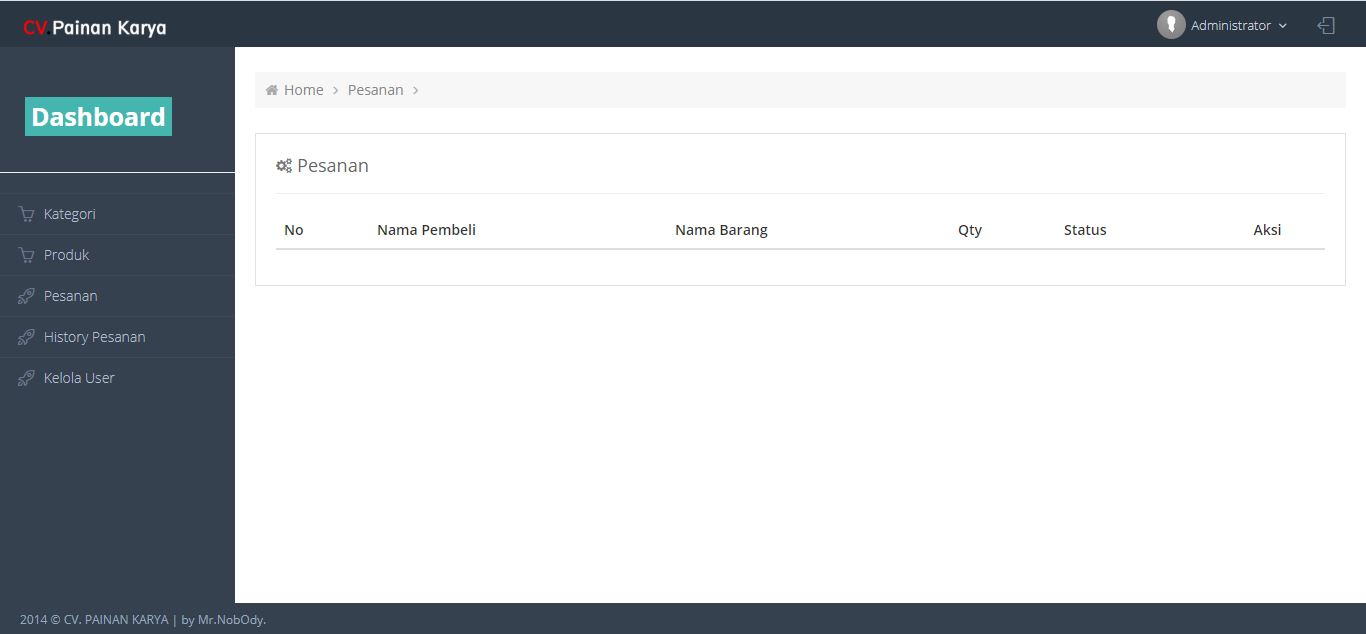 CV.Painan Karya
Administrator
Dashboard
Home > Pesanan >
Kategori
Produk
Pesanan
History Pesanan
Kelola User
Pesanan
No Nama Pembeli Nama Barang Qty Status Aksi
2014 © CV. PAINAN KARYA | by Mr.NobOdy.